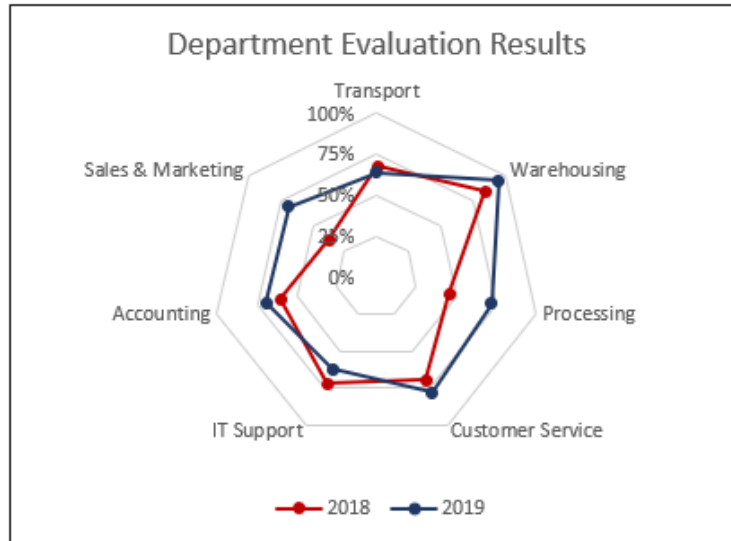 Department Evaluation Results
Transport
100%
75%
Sales & Marketing
Warehousing
50%
25%
0%
Accounting
Processing
IT Support
Customer Service
2018
2019